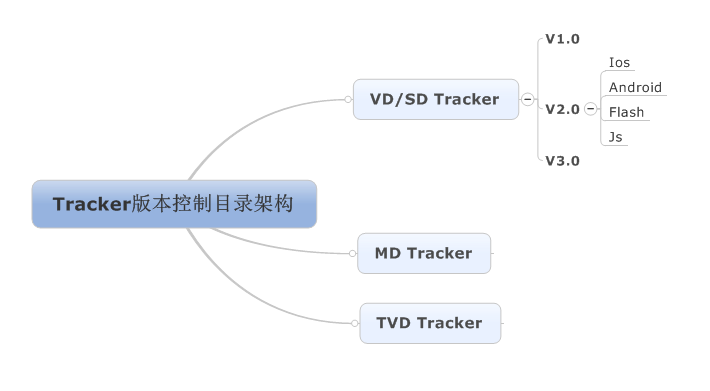 Tracker版本控制目录架构
VD/SD Tracker
V1.0
V2.0
Ios
Android
Flash
Js
V3.0
MD Tracker
TVD Tracker